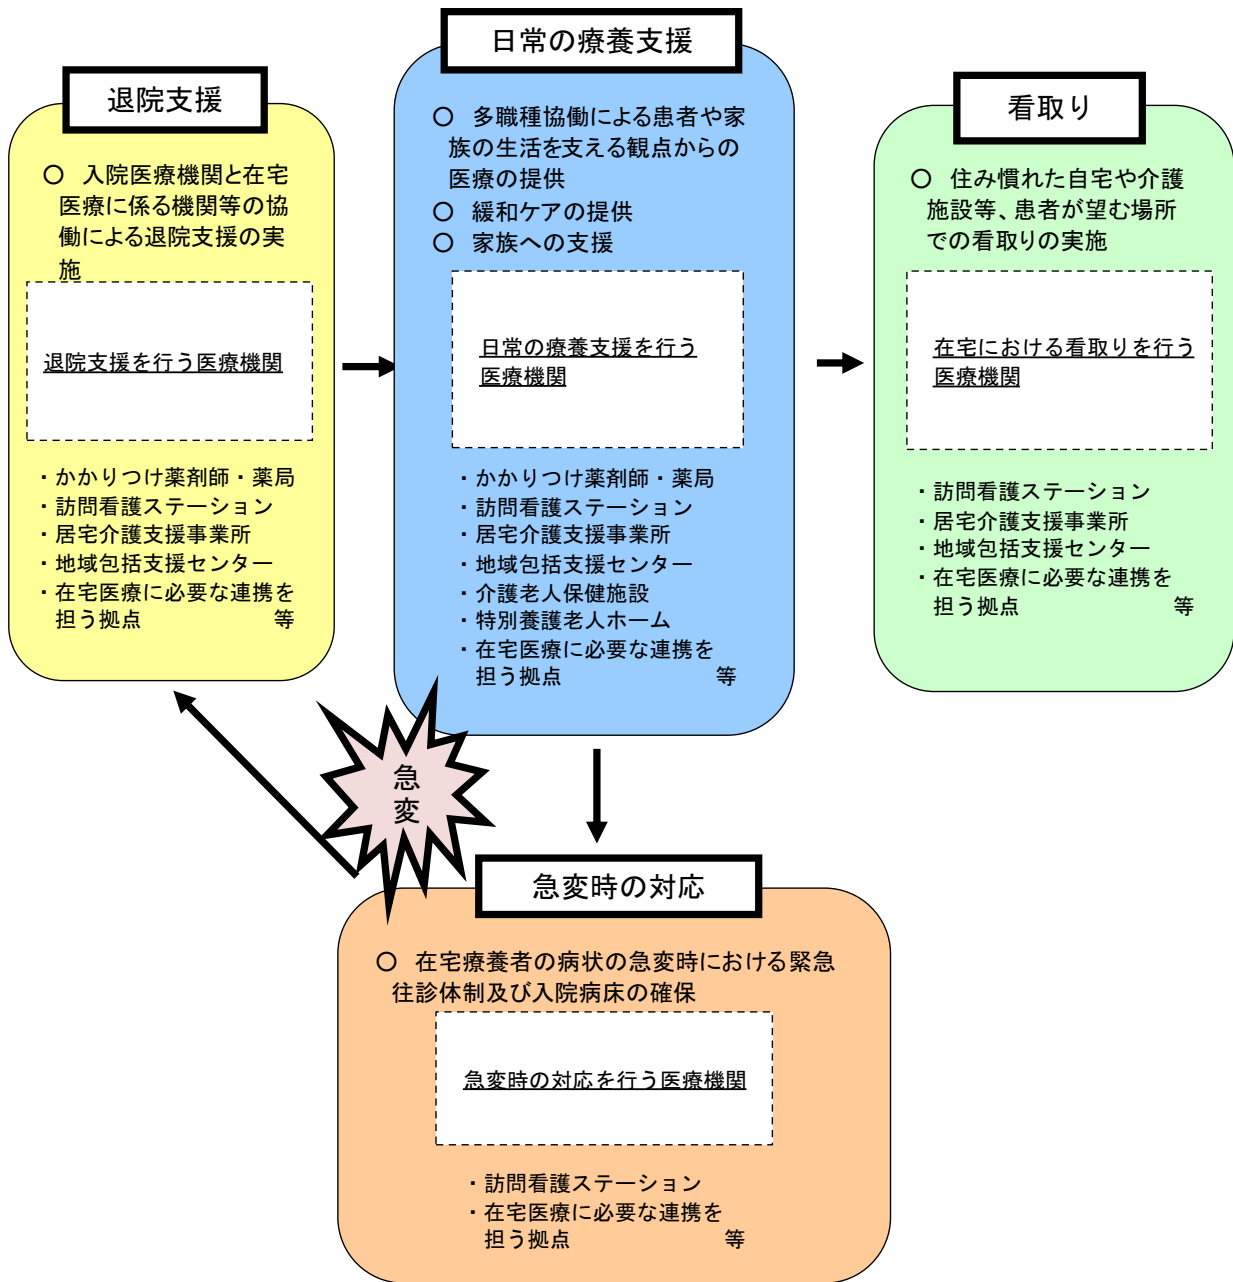 退院支援
○ 入院医療機関と在宅
医療に係る機関等の協
働による退院支援の実
施
退院支援を行う医療機関
・かかりつけ薬剤師・薬局
・訪問看護ステーション
・居宅介護支援事業所
・地域包括支援センター
・在宅医療に必要な連携を
担う拠点 等
日常の療養支援
○ 多職種協働による患者や家
族の生活を支える観点からの
医療の提供
○ 緩和ケアの提供
○ 家族への支援
日常の療養支援を行う
医療機関
・かかりつけ薬剤師・薬局
・訪問看護ステーション
・居宅介護支援事業所
・地域包括支援センター
・介護老人保健施設
・特別養護老人ホーム
・在宅医療に必要な連携を
担う拠点 等
看取り
○ 住み慣れた自宅や介護
施設等、患者が望む場所
での看取りの実施
在宅における看取りを行う
医療機関
・訪問看護ステーション
・居宅介護支援事業所
・地域包括支援センター
・在宅医療に必要な連携を
担う拠点 等
急
変
急変時の対応
○ 在宅療養者の病状の急変時における緊急
往診体制及び入院病床の確保
急変時の対応を行う医療機関
・訪問看護ステーション
・在宅医療に必要な連携を
担う拠点 等